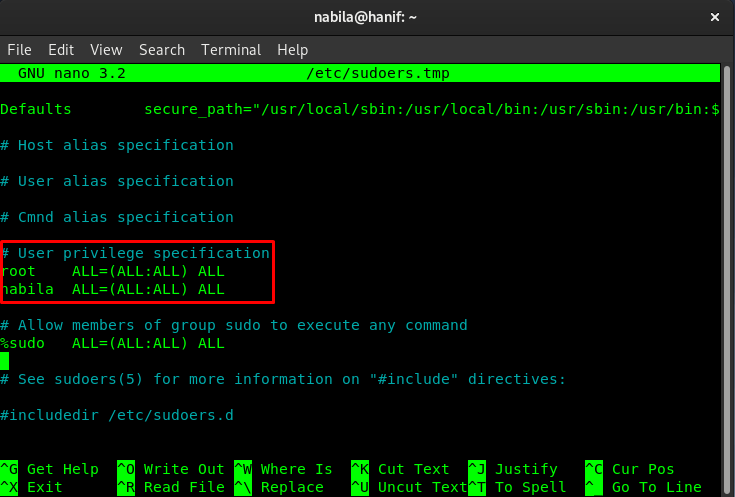 nabila@hanif: ~ ×
File Edit View Search Terminal Help
GNU nano 3.2 /etc/sudoers.tmp
Defaults secure_path="/usr/local/sbin:/usr/local/bin:/usr/sbin:/usr/bin:$
# Host alias specification
# User alias specification
# Cmnd alias specification
# User privilege specification
root ALL=(ALL:ALL) ALL
nabila ALL=(ALL:ALL) ALL
# Allow members of group sudo to execute any command
%sudo ALL=(ALL:ALL) ALL
# See sudoers(5) for more information on "#include" directives:
#includedir /etc/sudoers.d
^G Get Help ^O Write Out ^W Where Is ^K Cut Text ^J Justify ^C Cur Pos
^X Exit ^R Read File ^\ Replace ^U Uncut Text ^T To Spell ^_ Go To Line